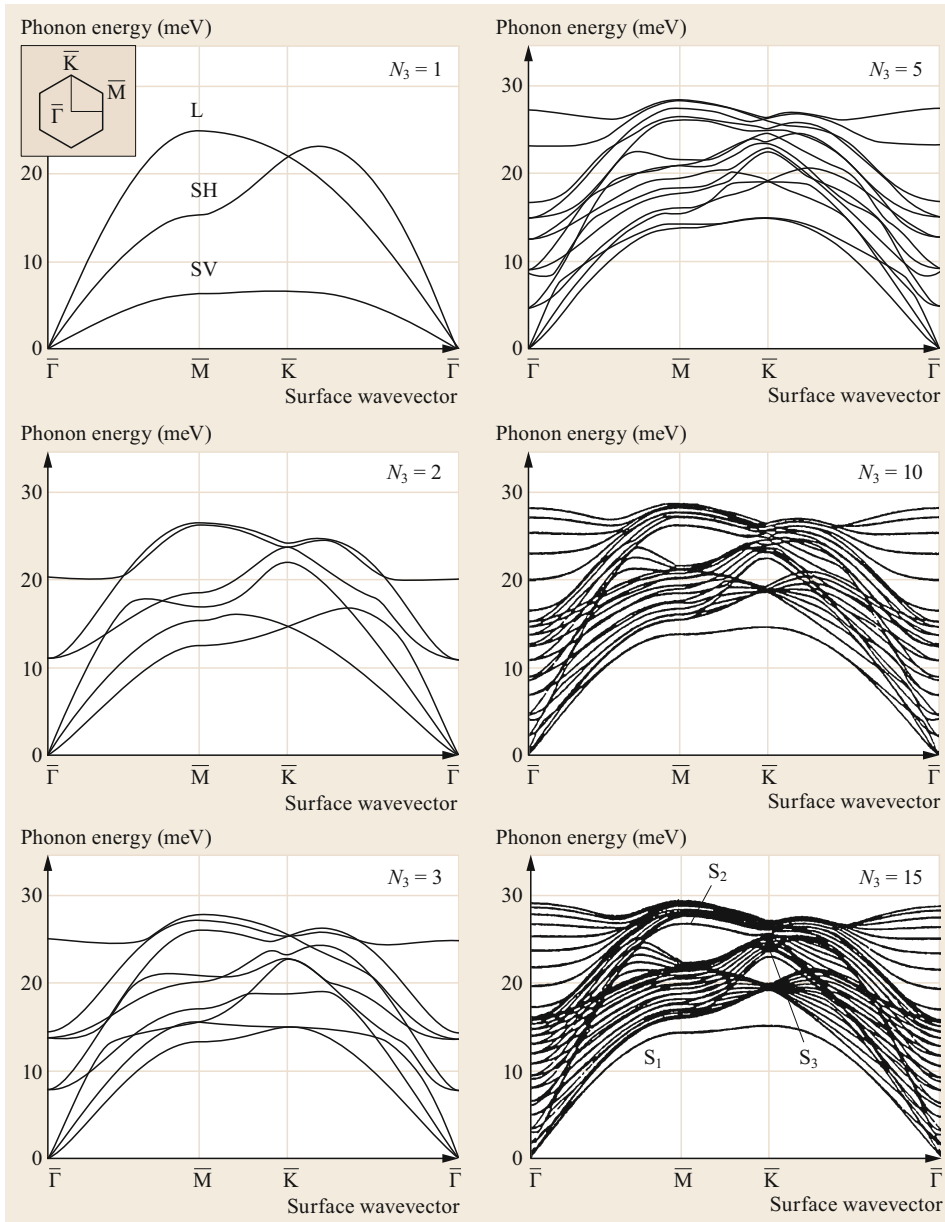 Phonon energy (meV)
K̅
M̅
Γ̅
N₃ = 1
L
SH
SV
20
10
0
Γ̅ M̅ K̅ Γ̅
Surface wavevector
Phonon energy (meV)
N₃ = 5
30
20
10
0
Γ̅ M̅ K̅ Γ̅
Surface wavevector
Phonon energy (meV)
N₃ = 2
30
20
10
0
Γ̅ M̅ K̅ Γ̅
Surface wavevector
Phonon energy (meV)
N₃ = 10
30
20
10
0
Γ̅ M̅ K̅ Γ̅
Surface wavevector
Phonon energy (meV)
N₃ = 3
30
20
10
0
Γ̅ M̅ K̅ Γ̅
Surface wavevector
Phonon energy (meV)
S₂
N₃ = 15
30
20
10
0
S₁
S₃
Γ̅ M̅ K̅ Γ̅
Surface wavevector